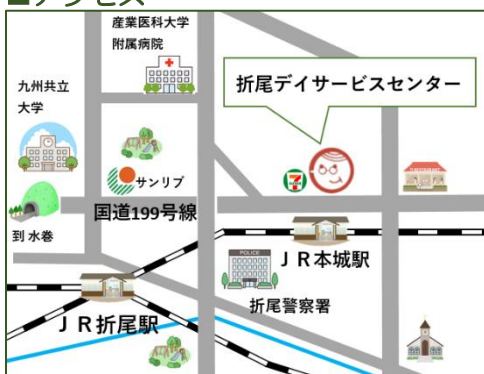 ■アクセス
産業医科大学
附属病院
折尾デイサービスセンター
九州共立
大学
サンリブ
7
国道199号線
到 水巻
POLICE
ＪＲ本城駅
折尾警察署
ＪＲ折尾駅